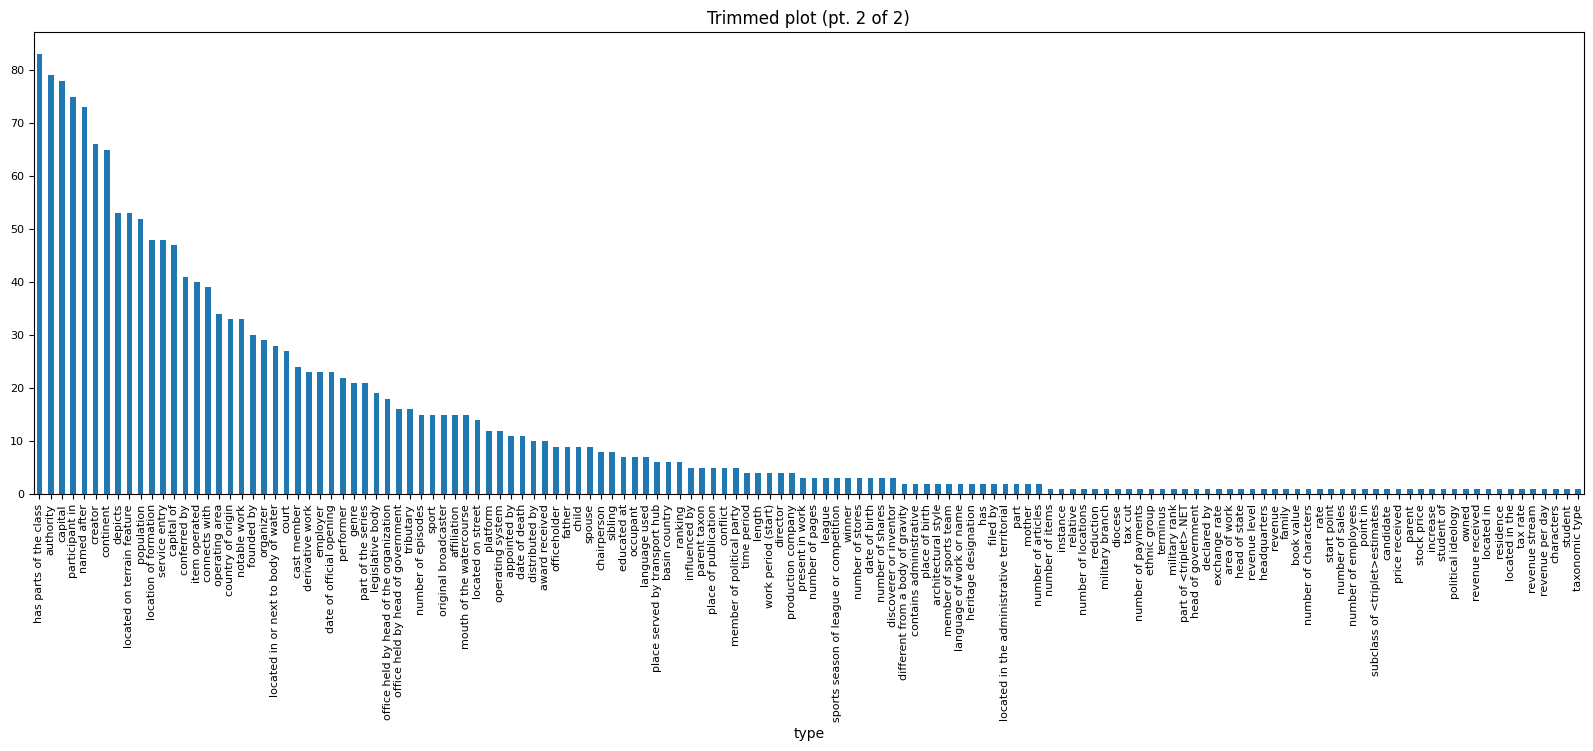 Trimmed plot (pt. 2 of 2)
80
70
60
50
40
30
20
10
0
has parts of the class
authority
capital
participant in
named after
creator
continent
depicts
located on terrain feature
population
location of formation
service entry
capital of
conferred by
item operated
connects with
operating area
country of origin
notable work
founded by
organizer
located in or next to body of water
court
cast member
derivative work
employer
date of official opening
performer
genre
part of the series
legislative body
office held by head of the organization
office held by head of government
tributary
number of episodes
sport
original broadcaster
affiliation
mouth of the watercourse
located on street
platform
operating system
appointed by
date of death
distributed by
award received
officeholder
father
child
spouse
chairperson
sibling
educated at
occupant
language used
place served by transport hub
basin country
ranking
influenced by
parent taxon
place of publication
conflict
member of political party
time period
length
work period (start)
director
production company
present in work
number of pages
league
sports season of league or competition
winner
number of stores
date of birth
number of shares
discoverer or inventor
different from a body of gravity
contains administrative
place of birth
architectural style
member of sports team
language of work or name
heritage designation
has
filed by
located in the administrative territorial
part
mother
number of articles
number of items
instance
relative
number of locations
reduction
military branch
diocese
tax cut
number of payments
ethnic group
terminus
military rank
part of <triplet>.NET
head of government
declared by
exchange
area of work
head of state
revenue level
headquarters
revenue
family
book value
number of characters
rate
start point
number of sales
number of employees
point in
subclass of <triplet>estimates
candidate
price received
parent
stock price
increase
student of
political ideology
owned
revenue received
located in
residence
located in the
tax rate
revenue stream
revenue per day
characters
student
taxonomic type
type